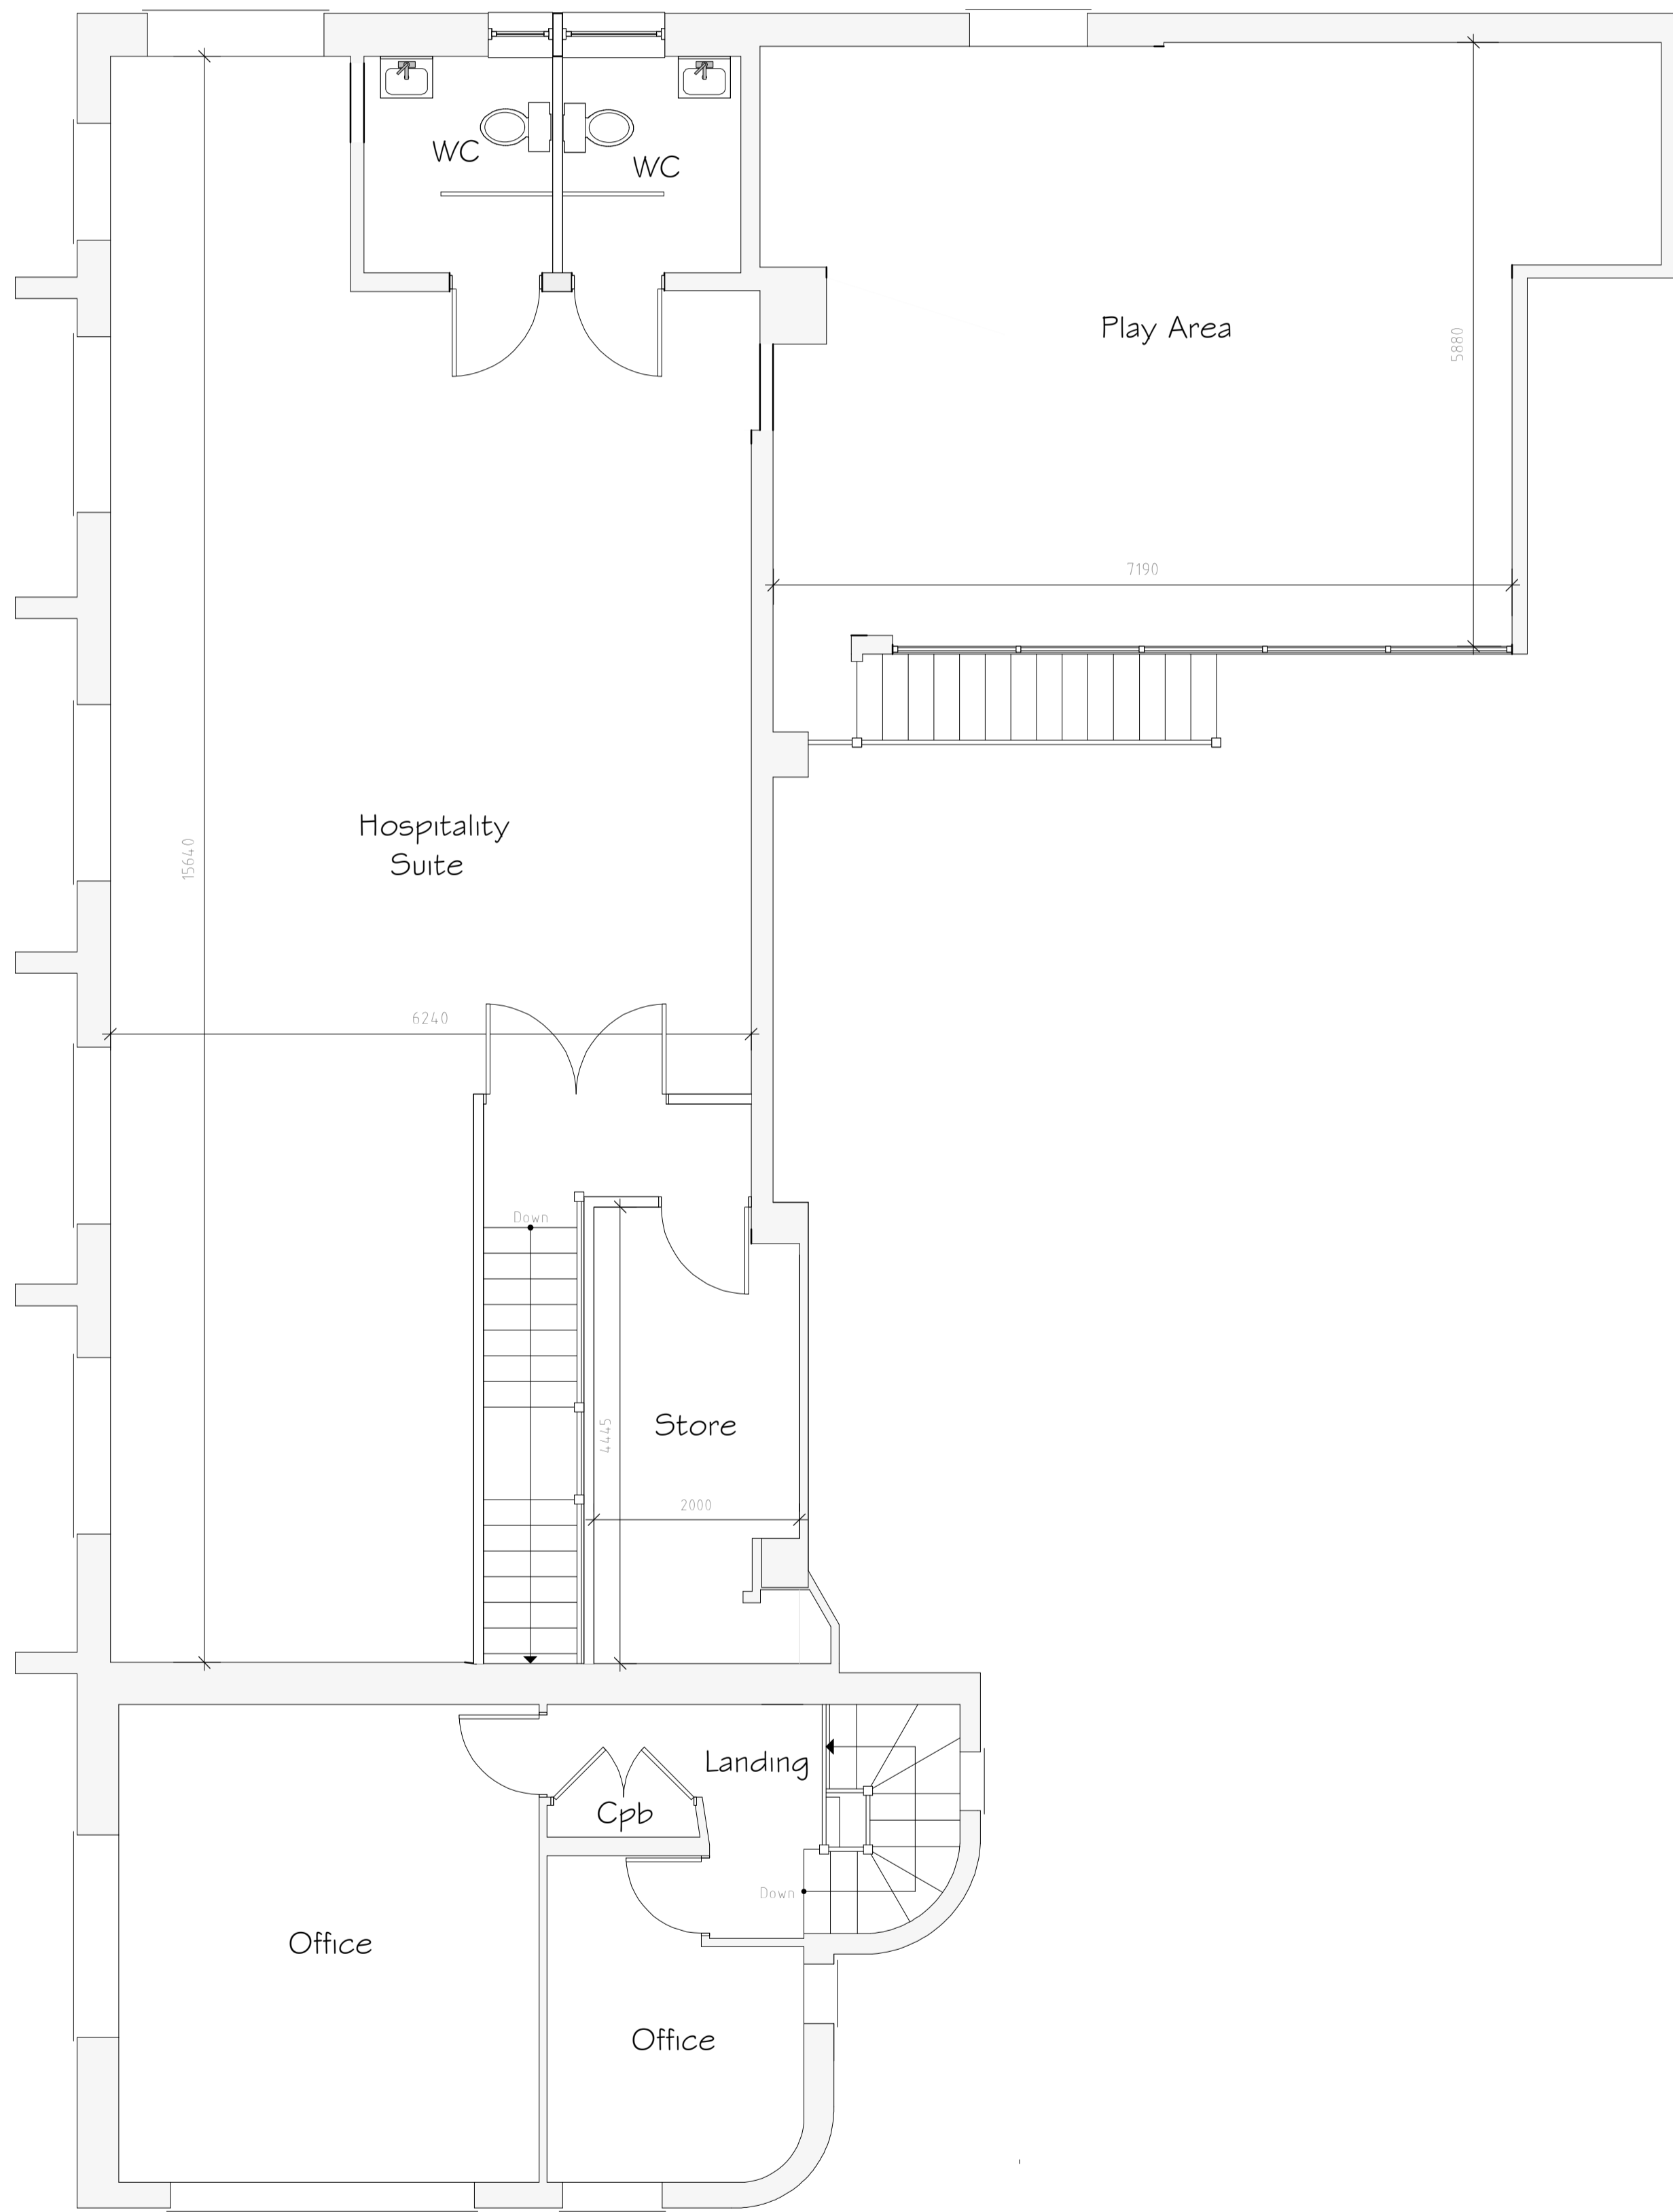 WC
WC
Play Area
5880
7190
Hospitality
Suite
15640
6240
Down
Store
4445
2000
Landing
Cpb
Down
Office
Office